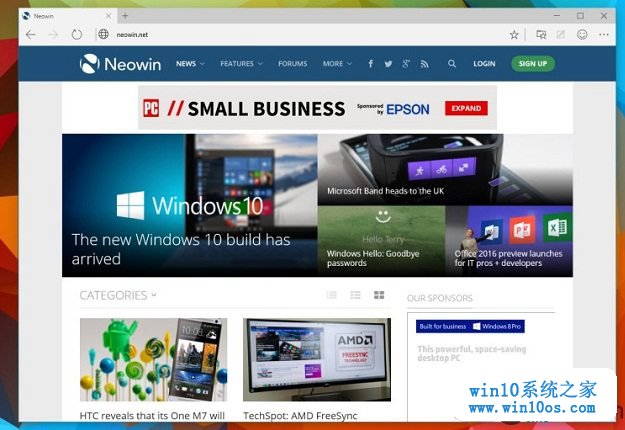 Neowin
neowin.net
Neowin NEWS FEATURES FORUMS MORE LOGIN SIGN UP
PC // SMALL BUSINESS Sponsored by EPSON EXPAND
Windows 10
The new Windows 10 build has
arrived
Microsoft Band heads to the UK
Hello Terry
Windows Hello: Goodbye
passwords
Office 2016 preview launches
for IT pros + developers
CATEGORIES
OUR SPONSORS
Built for business Windows 8 Pro
This powerful, space-saving
desktop PC
AMD
FREESYNC
TECHNOLOGY
HTC reveals that its One M7 will
TechSpot: AMD FreeSync
win10系统之家
www.win10os.com